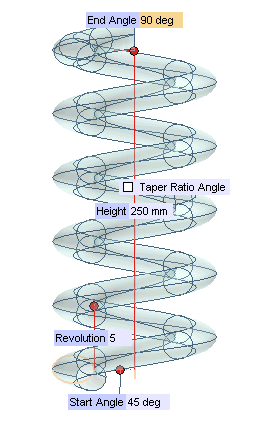 End Angle 90 deg
Taper Ratio Angle
Height 250 mm
Revolution 5
Start Angle 45 deg